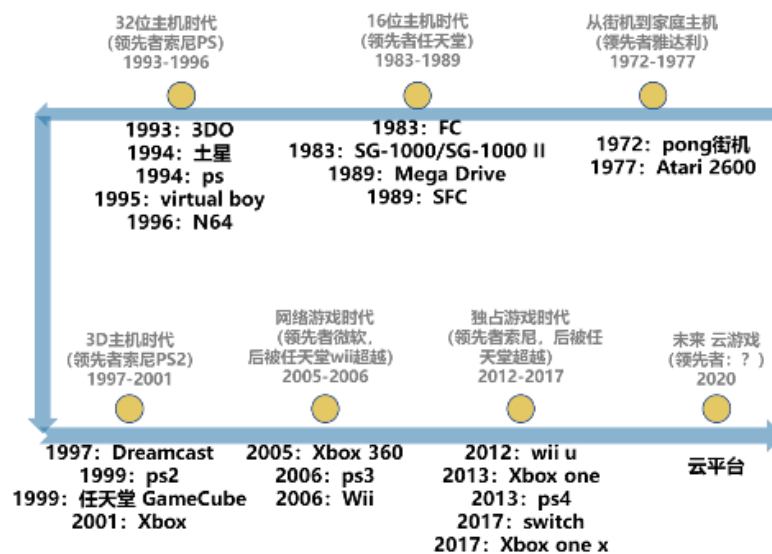 32位主机时代
(领先者索尼PS)
1993-1996
1993：3DO
1994：土星
1994：ps
1995：virtual boy
1996：N64
16位主机时代
(领先者任天堂)
1983-1989
1983：FC
1983：SG-1000/SG-1000 II
1989：Mega Drive
1989：SFC
从街机到家庭主机
(领先者雅达利)
1972-1977
1972：pong街机
1977：Atari 2600
3D主机时代
(领先者索尼PS2)
1997-2001
1997：Dreamcast
1999：ps2
1999：任天堂 GameCube
2001：Xbox
网络游戏时代
(领先者微软，
后被任天堂wii超越)
2005-2006
2005：Xbox 360
2006：ps3
2006：Wii
独占游戏时代
(领先者索尼，后被任
天堂超越)
2012-2017
2012：wii u
2013：Xbox one
2013：ps4
2017：switch
2017：Xbox one x
未来 云游戏
(领先者：？)
2020
云平台